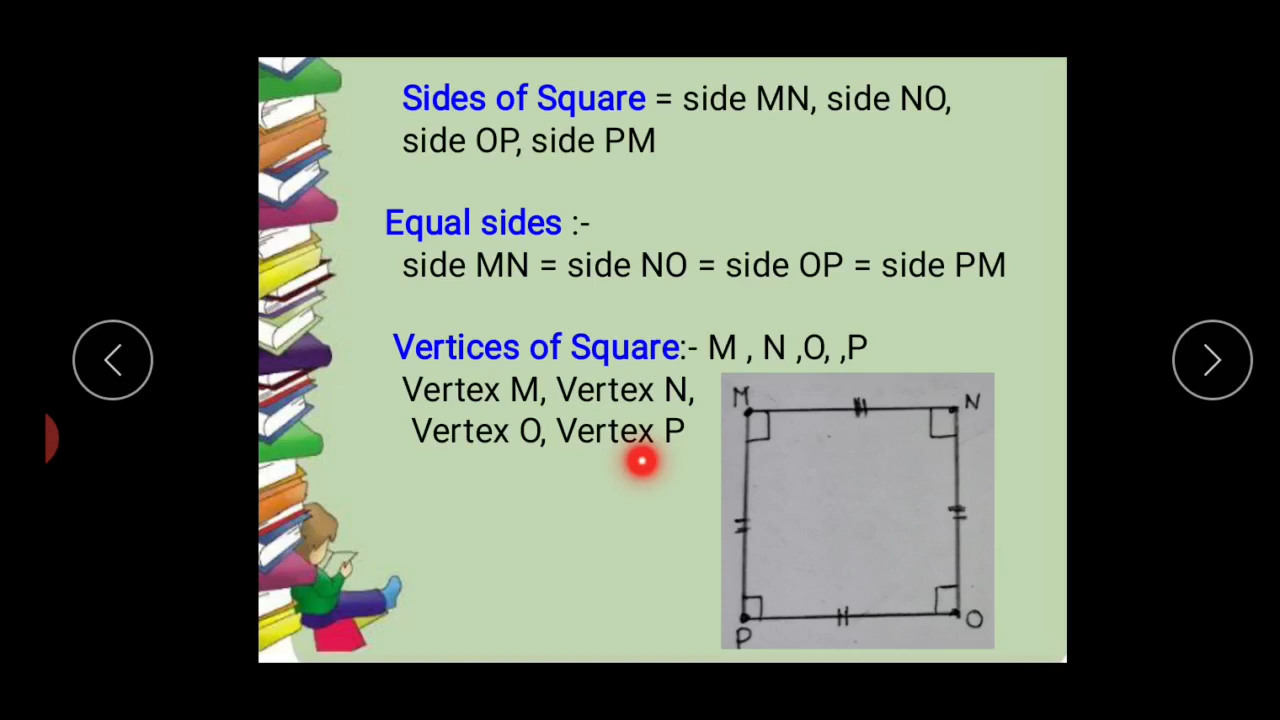 Sides of Square = side MN, side NO,
side OP, side PM
Equal sides :-
side MN = side NO = side OP = side PM
Vertices of Square:- M , N ,O, ,P
Vertex M, Vertex N,
Vertex O, Vertex P
M N
P O